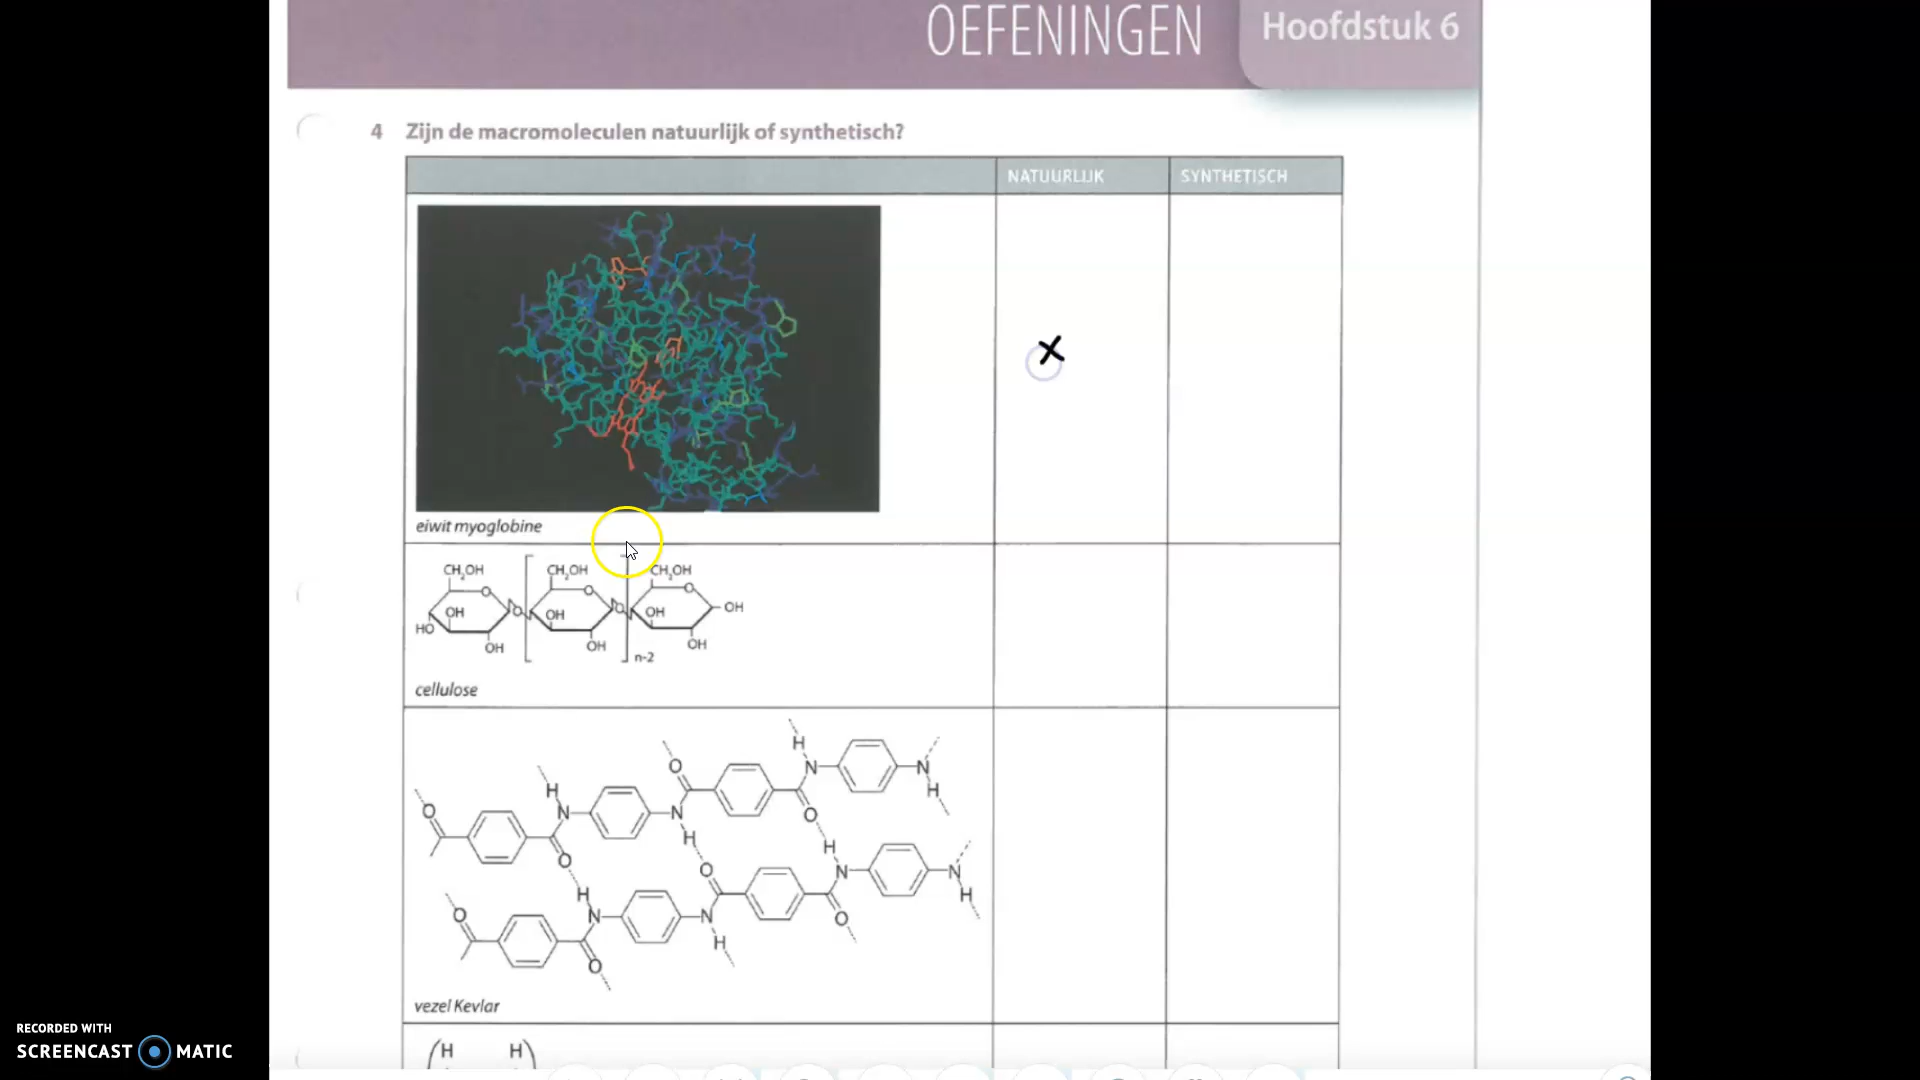 OEFENINGEN
Hoofdstuk 6
4 Zijn de macromoleculen natuurlijk of synthetisch?
NATUURLIJK SYNTHETISCH
X
eiwit myoglobine
CH2OH CH2OH CH2OH
O O O
OH O OH O OH OH
HO
OH OH OH
n-2
cellulose
H
O N N
H H
O N N O
H
O H
O N N
H H
O N N O
H
O
vezel Kevlar
H H
RECORDED WITH
SCREENCAST MATIC